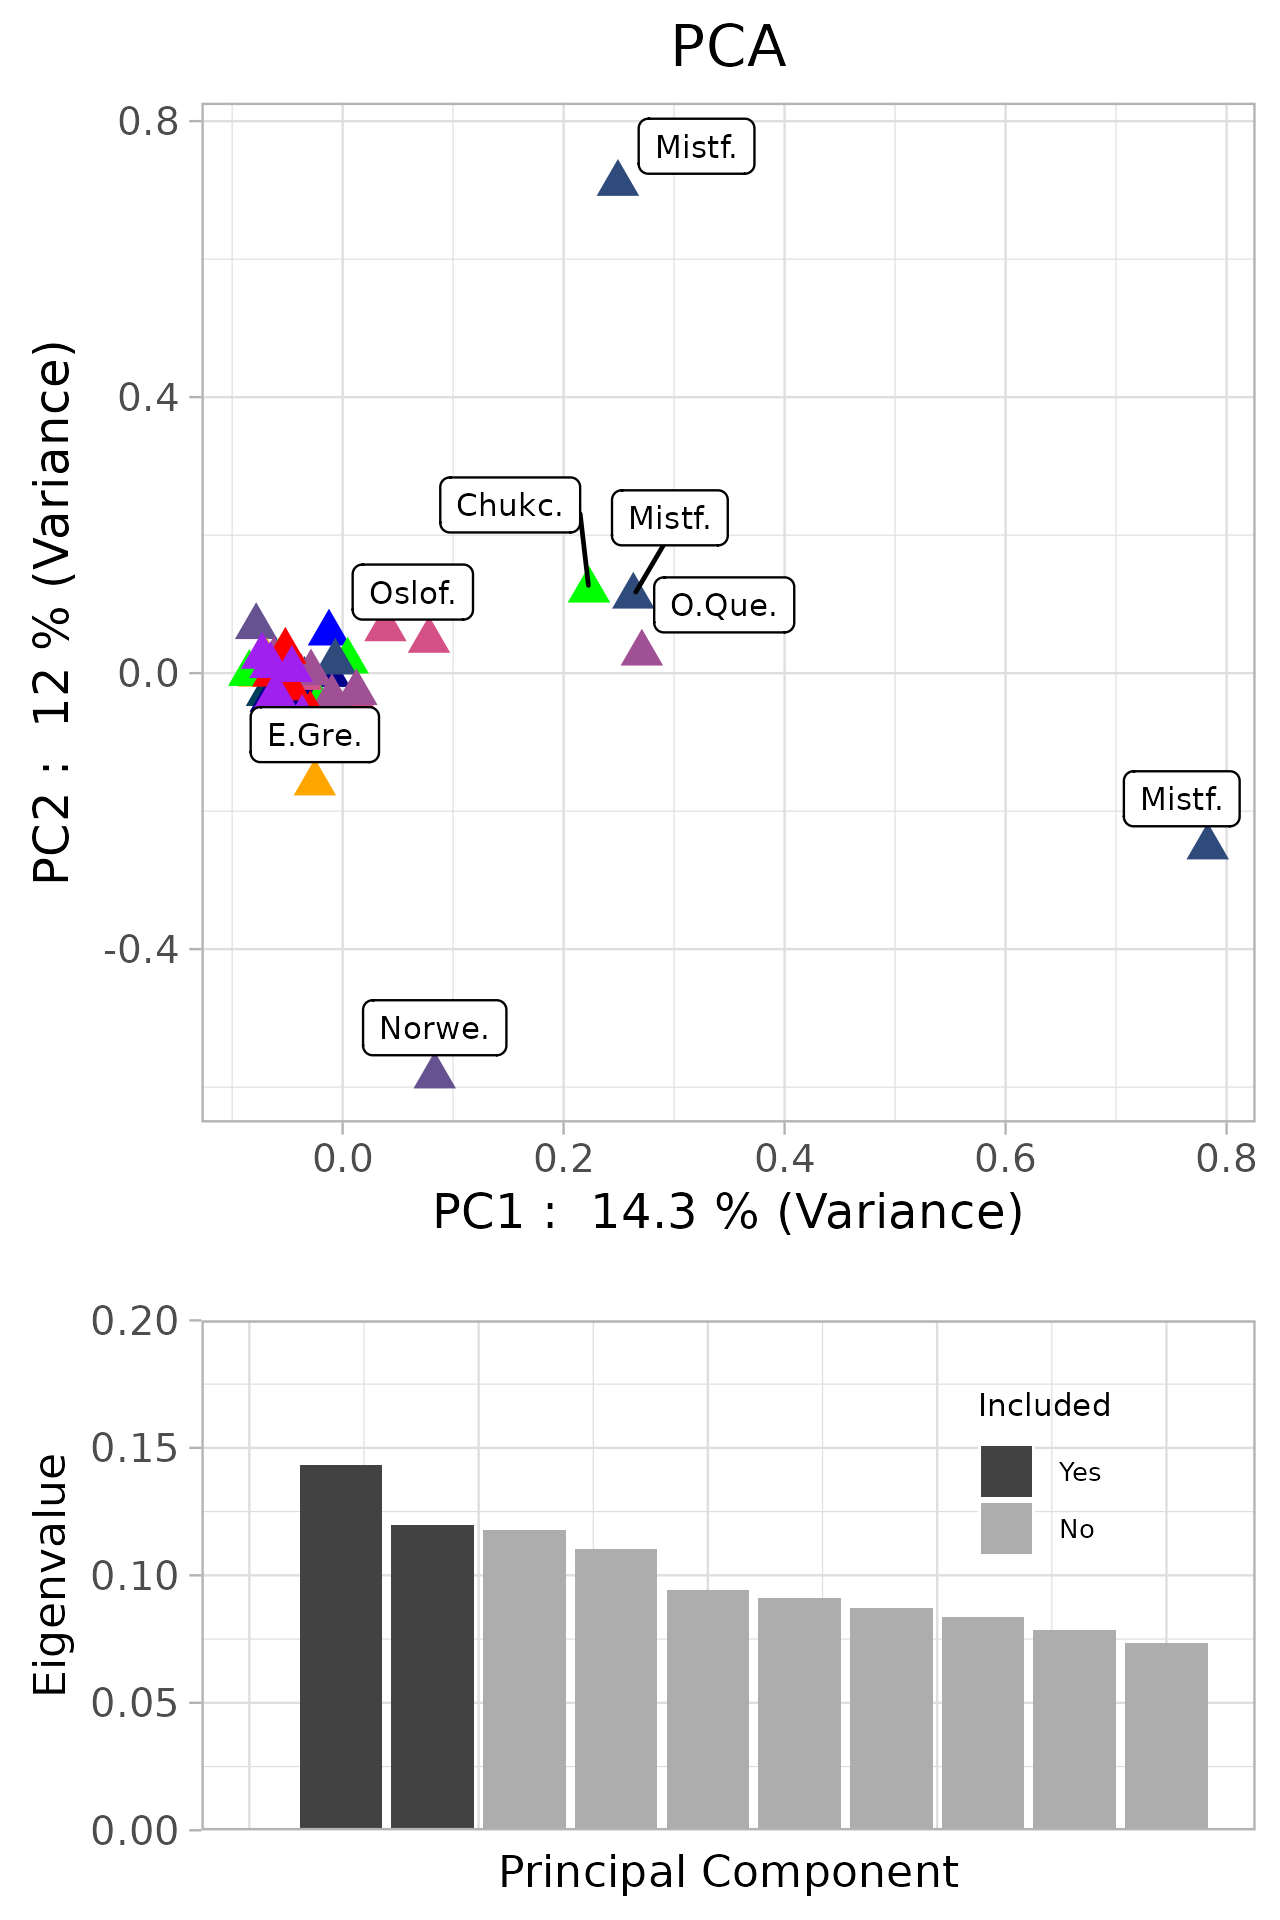 PCA
0.8
Mistf.
0.4
Chukc.
Mistf.
Oslof.
O.Que.
0.0
E.Gre.
Mistf.
-0.4
Norwe.
PC2 :  12 % (Variance)
0.0 0.2 0.4 0.6 0.8
PC1 :  14.3 % (Variance)
0.20
Included
0.15
Yes
No
0.10
0.05
0.00
Eigenvalue
Principal Component